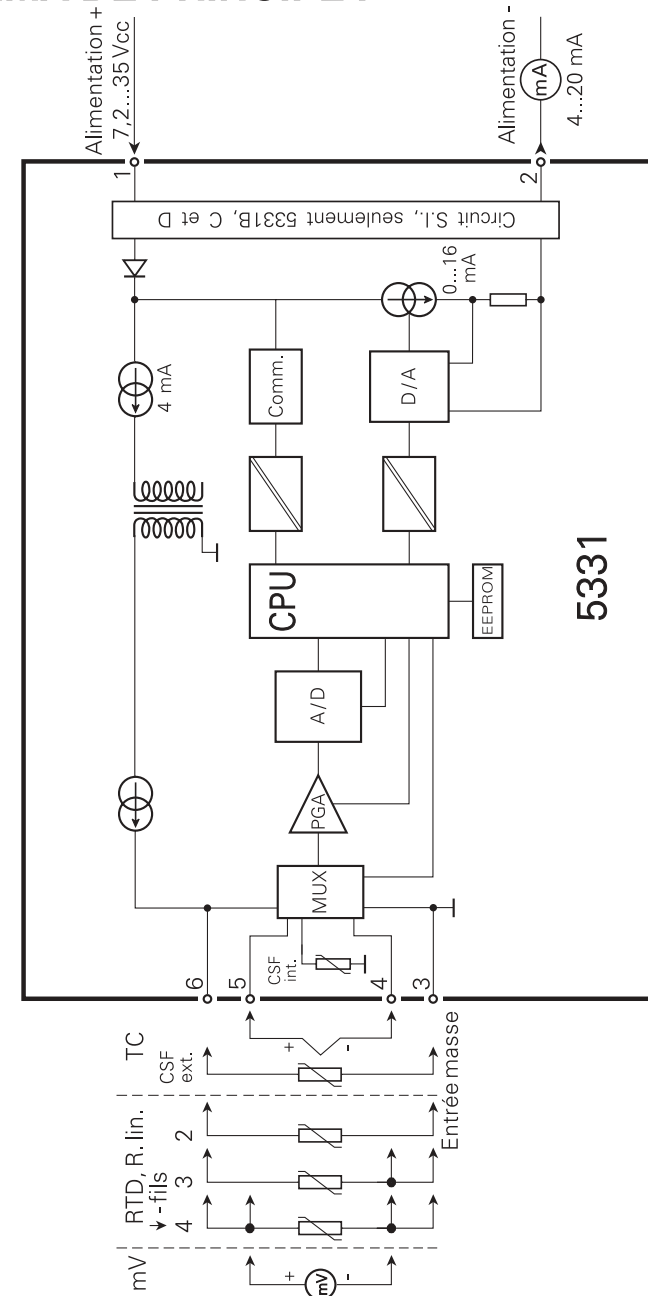 Alimentation +
7,2...35 Vcc
Alimentation -
mA
4...20 mA
1
2
Circuit S.I., seulement 5331B, C et D
4 mA
0...16
mA
Comm.
D/A
CPU
EEPROM
5331
A/D
PGA
MUX
CSF
int.
6
5
4
3
TC
CSF
ext.
+
-
Entrée masse
RTD, R. lin.
-fils
2
3
4
mV
+
-
mV